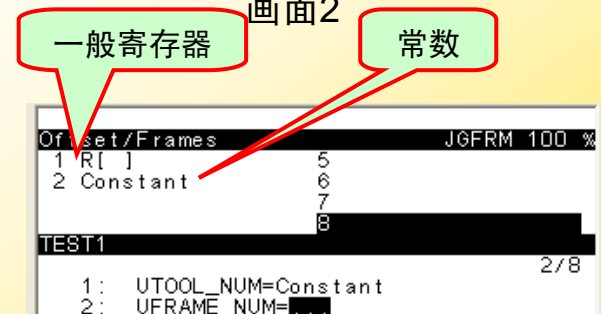 画面2
一般寄存器
常数
Offset/Frames JGFRM 100 %
1 R[ ] 5
2 Constant 6
7
8
TEST1
2/8
1: UTOOL_NUM=Constant
2: UFRAME_NUM=...